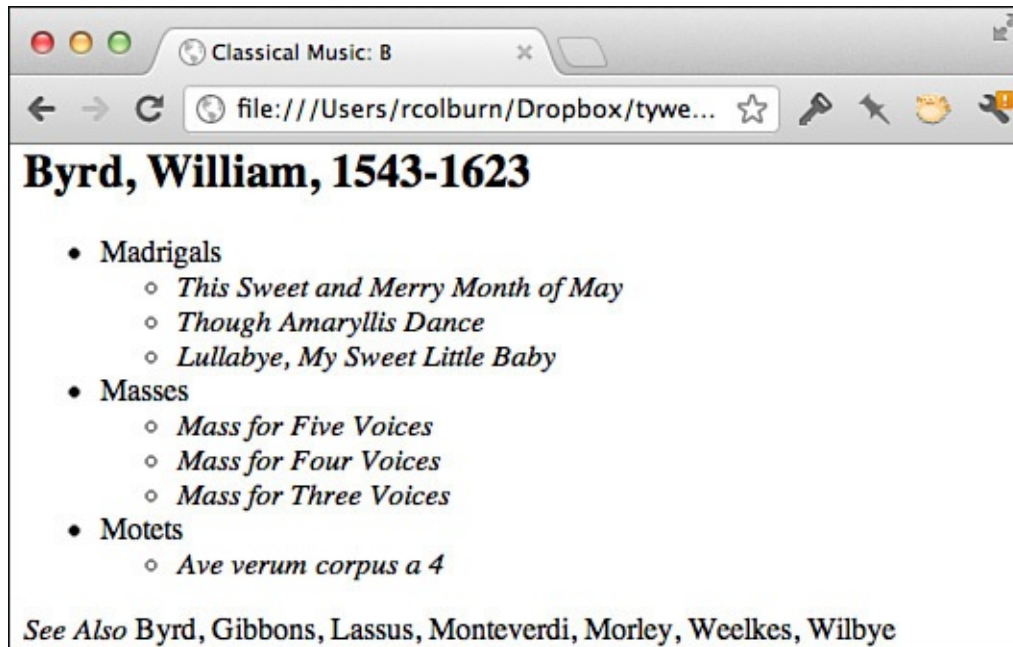 Classical Music: B
file:///Users/rcolburn/Dropbox/tywe...
Byrd, William, 1543-1623
Madrigals
This Sweet and Merry Month of May
Though Amaryllis Dance
Lullabye, My Sweet Little Baby
Masses
Mass for Five Voices
Mass for Four Voices
Mass for Three Voices
Motets
Ave verum corpus a 4
See Also Byrd, Gibbons, Lassus, Monteverdi, Morley, Weelkes, Wilbye